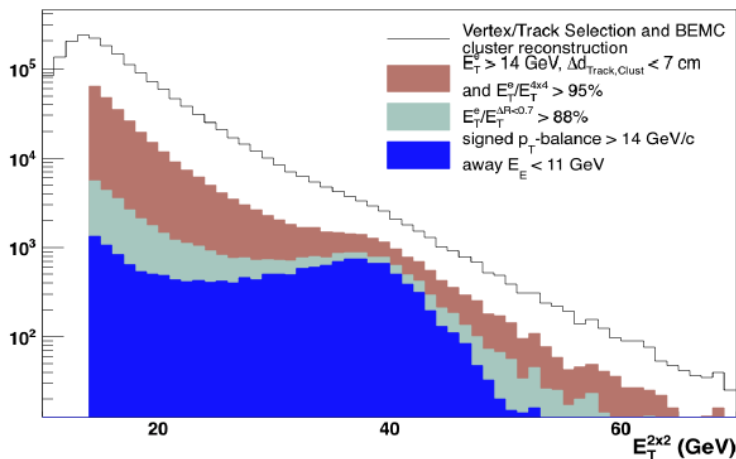 10^5
10^4
10^3
10^2
Vertex/Track Selection and BEMC
cluster reconstruction
E_T^e > 14 GeV, Δd_Track,Clust < 7 cm
and E_T^e/E_T^4x4 > 95%
E_T^e/E_T^ΔR<0.7 > 88%
signed p_T-balance > 14 GeV/c
away E_E < 11 GeV
20
40
60
E_T^2x2 (GeV)